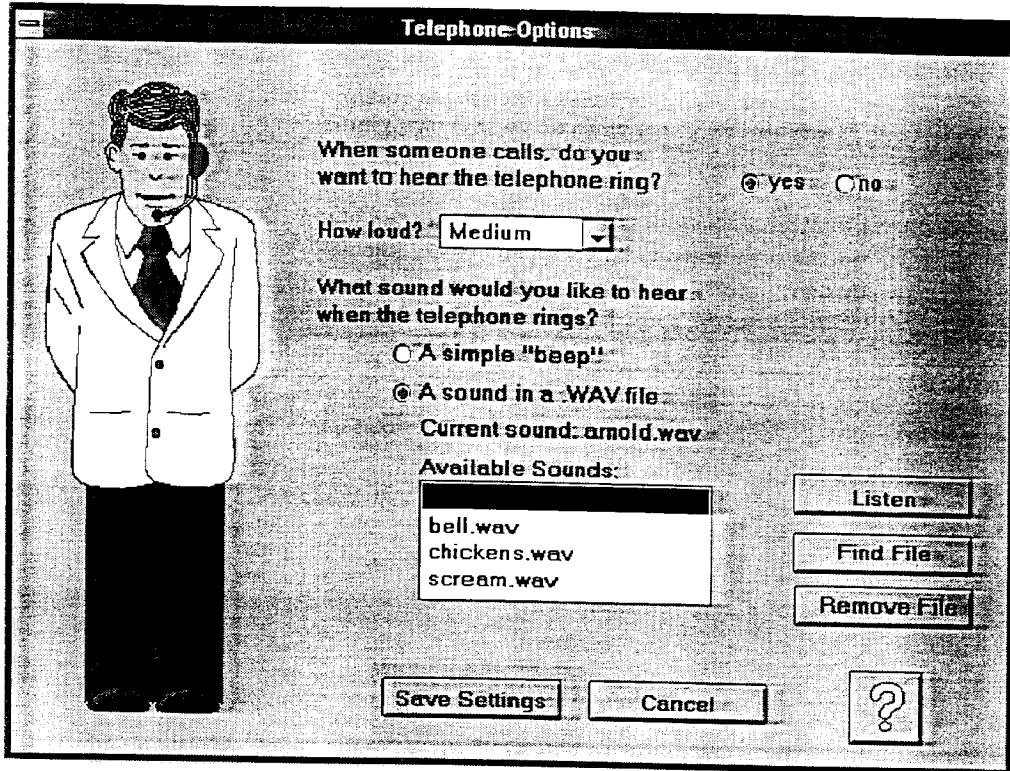 Telephone Options
When someone calls, do you
want to hear the telephone ring? yes no
How loud? Medium
What sound would you like to hear
when the telephone rings?
A simple "beep"
A sound in a .WAV file
Current sound: arnold.wav
Available Sounds:
bell.wav
chickens.wav
scream.wav
Listen
Find File
Remove File
Save Settings Cancel ?